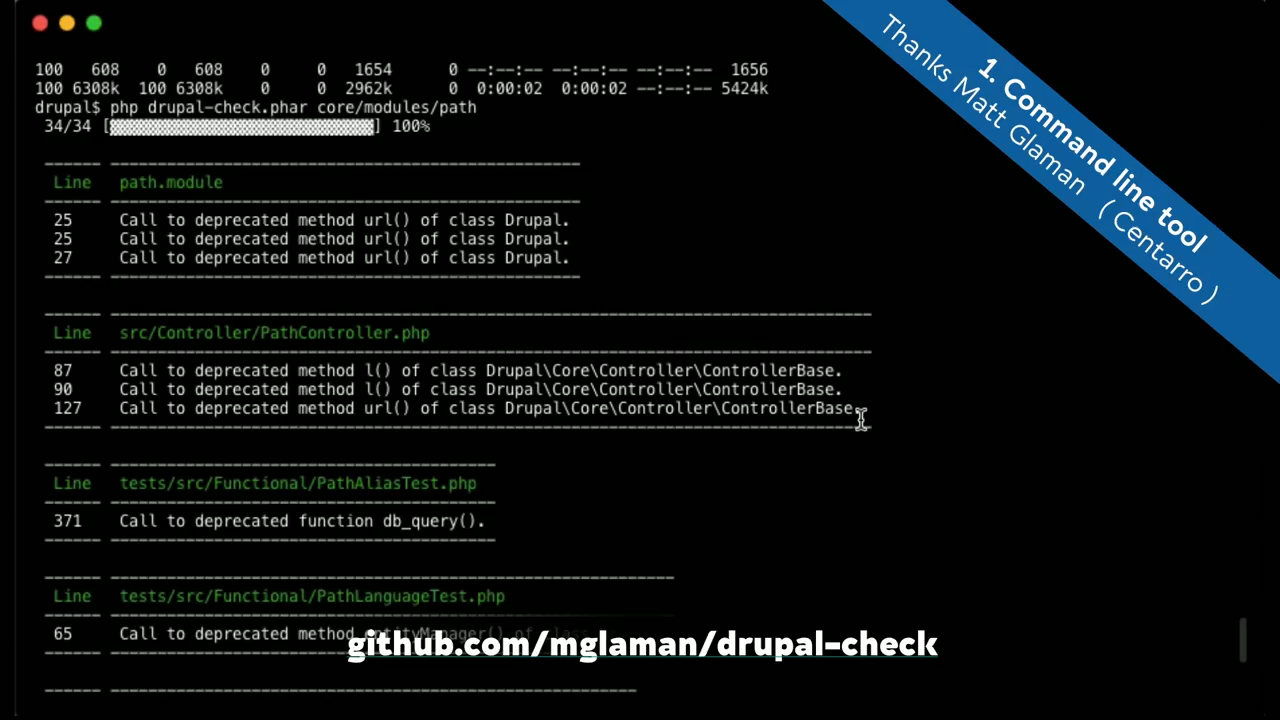 100   608    0   608    0     0   1654      0 --:--:-- --:--:-- --:--:--  1656
100 6308k  100 6308k    0     0  2962k      0  0:00:02  0:00:02 --:--:-- 5424k
drupal$ php drupal-check.phar core/modules/path
34/34 [▓▓▓▓▓▓▓▓▓▓▓▓▓▓▓▓▓▓▓▓▓▓▓▓▓▓▓▓] 100%
Line   path.module
25     Call to deprecated method url() of class Drupal.
25     Call to deprecated method url() of class Drupal.
27     Call to deprecated method url() of class Drupal.
Line   src/Controller/PathController.php
87     Call to deprecated method l() of class Drupal\Core\Controller\ControllerBase.
90     Call to deprecated method l() of class Drupal\Core\Controller\ControllerBase.
127    Call to deprecated method url() of class Drupal\Core\Controller\ControllerBase.
Line   tests/src/Functional/PathAliasTest.php
371    Call to deprecated function db_query().
Line   tests/src/Functional/PathLanguageTest.php
65     Call to deprecated method entityManager() of
github.com/mglaman/drupal-check
1. Command line tool
Thanks Matt Glaman ( Centarro )